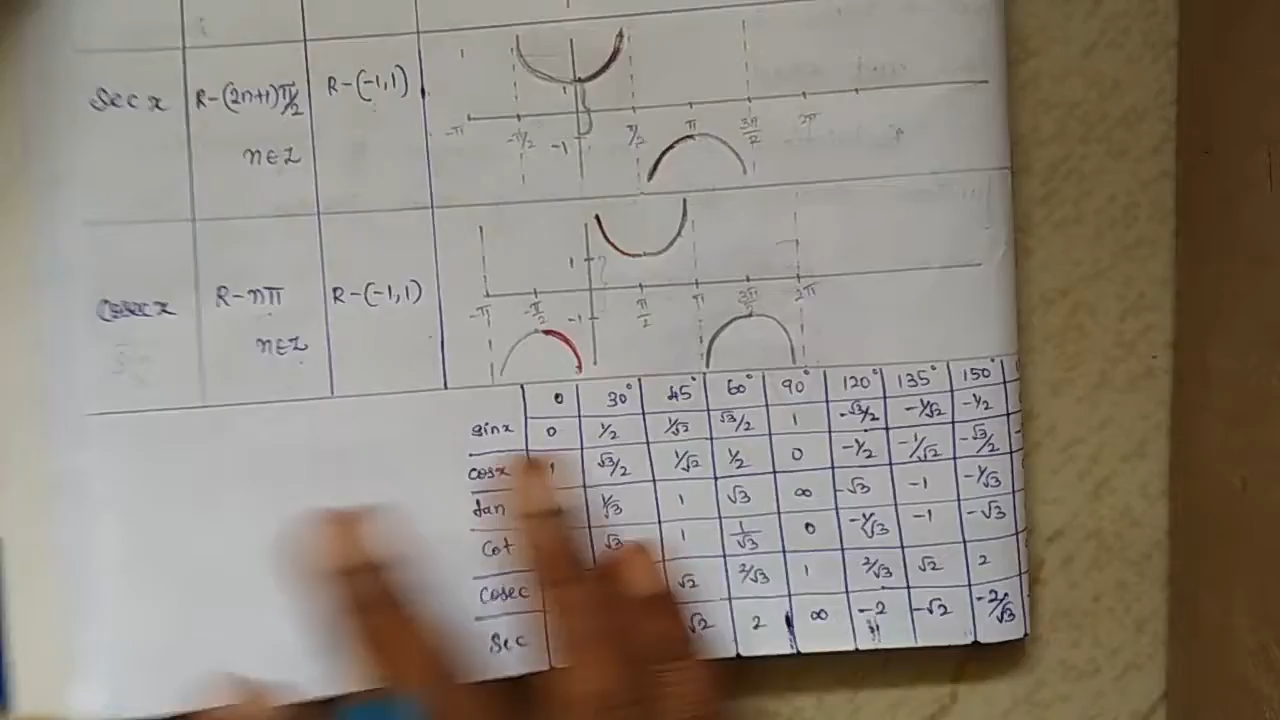 Sec x R-(2n+1)π/2 R-(-1,1)
n∈Z
1
-1
-π -π/2 π/2 π 3π/2 2π
Cosec x R-nπ R-(-1,1)
n∈Z
1
-1
-π -π/2 π/2 π 3π/2 2π
0 30° 45° 60° 90° 120° 135° 150°
sinx 0 1/2 1/√2 √3/2 1 -√3/2 -1/√2 -1/2
cosx 1 √3/2 1/√2 1/2 0 -1/2 -1/√2 -√3/2
tan 1/√3 1 √3 ∞ -√3 -1 -1/√3
Cot √3 1 1/√3 0 -1/√3 -1 -√3
Cosec √2 2/√3 1 2/√3 √2 2
Sec √2 2 ∞ -2 -√2 -2/√3